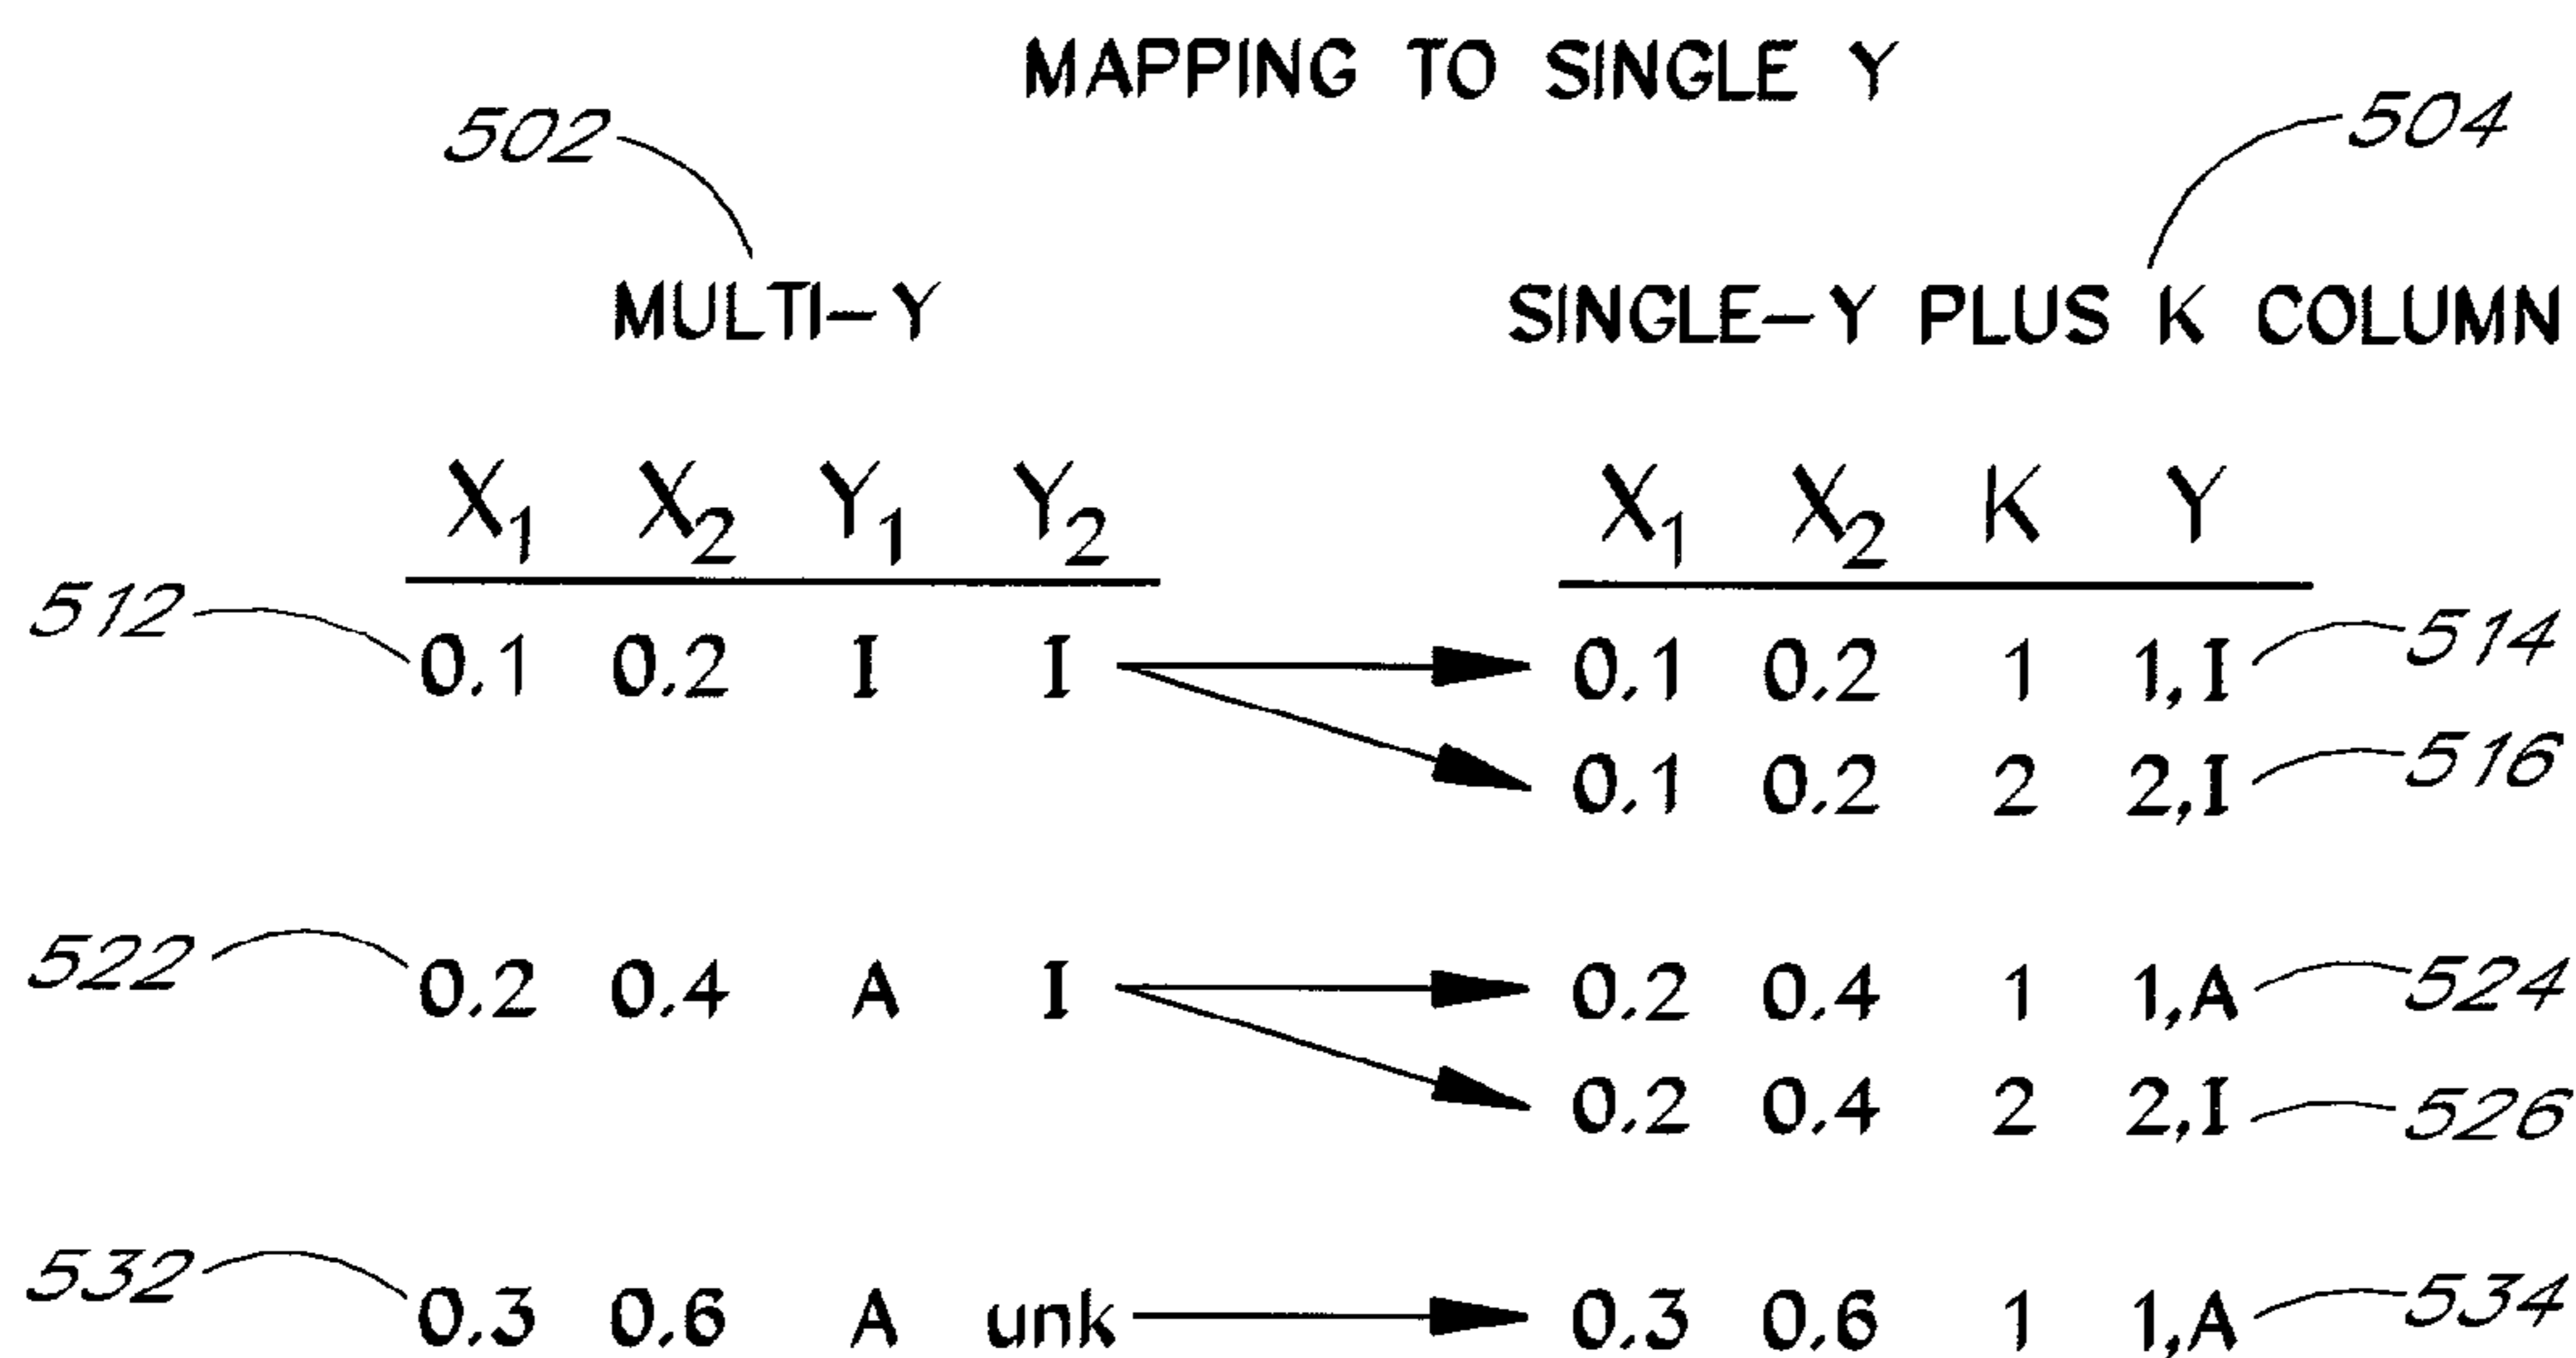 MAPPING TO SINGLE Y
502 504
MULTI-Y SINGLE-Y PLUS K COLUMN
X1 X2 Y1 Y2 X1 X2 K Y
512 0.1 0.2 I I 0.1 0.2 1 1,I 514
0.1 0.2 2 2,I 516
522 0.2 0.4 A I 0.2 0.4 1 1,A 524
0.2 0.4 2 2,I 526
532 0.3 0.6 A unk 0.3 0.6 1 1,A 534